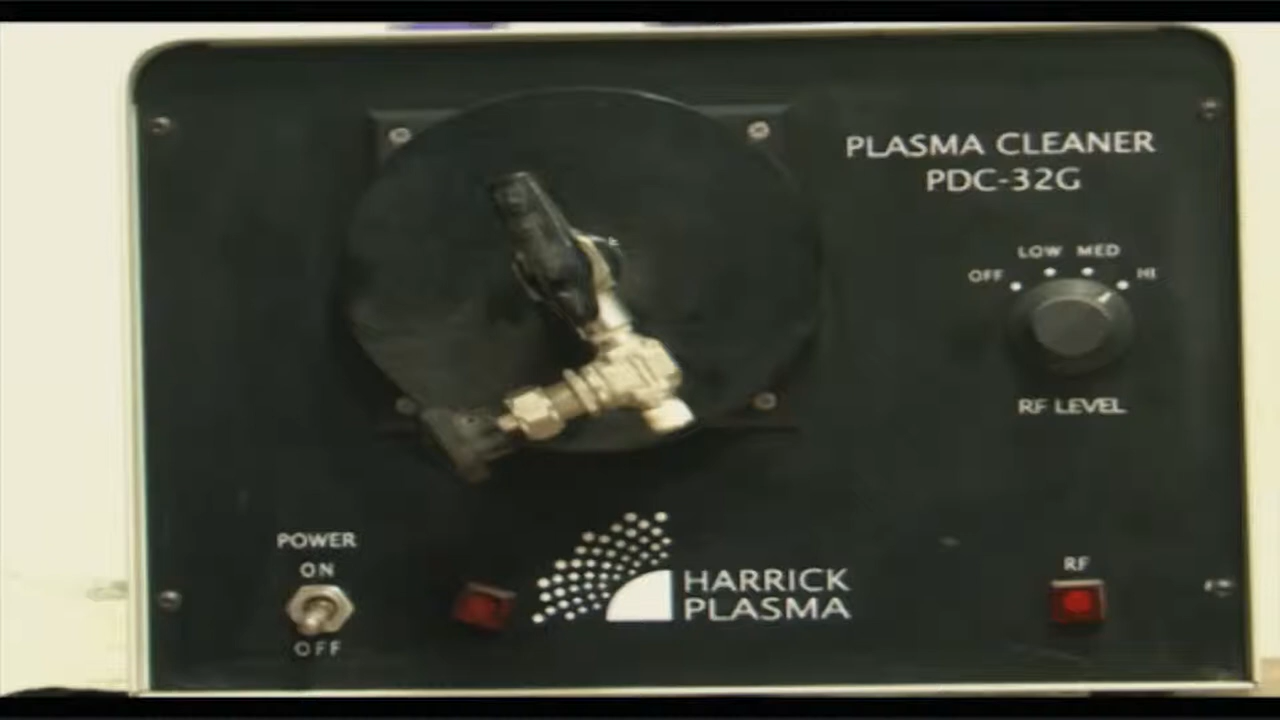 PLASMA CLEANER
PDC-32G
LOW MED
OFF HI
RF LEVEL
POWER
ON
OFF
HARRICK
PLASMA
RF